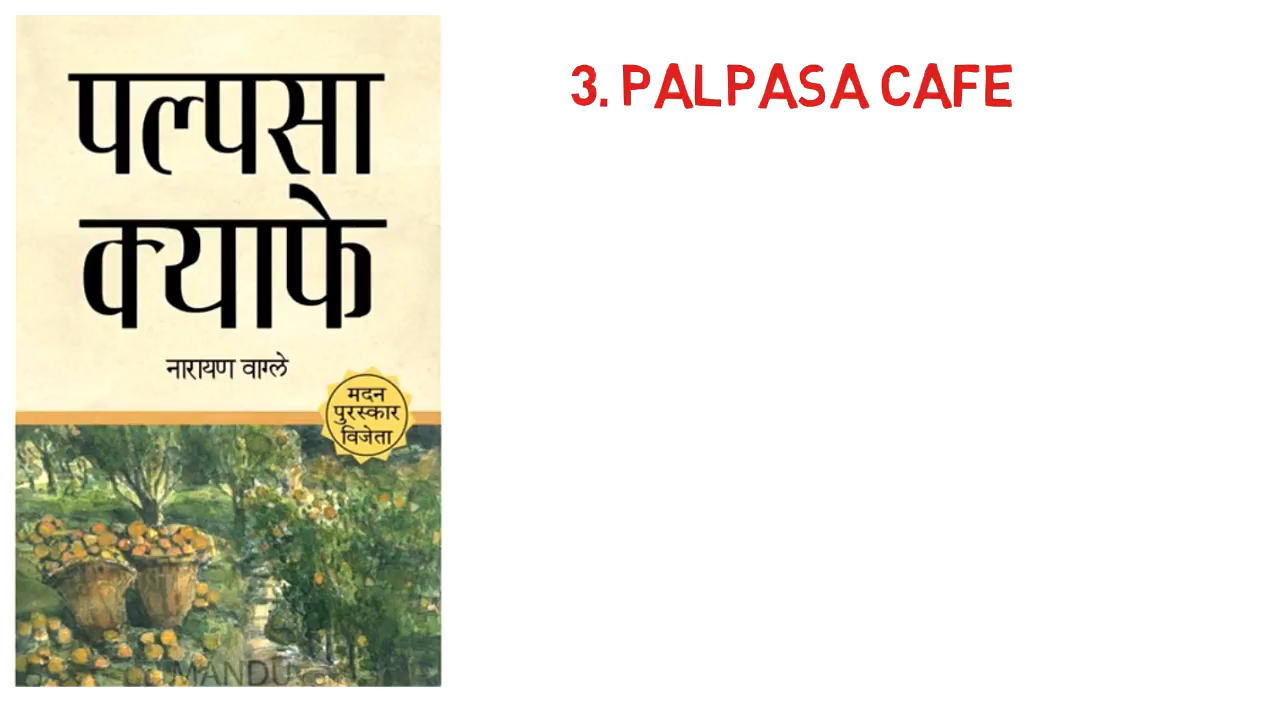 पल्पसा
क्याफे
नारायण वाग्ले
मदन
पुरस्कार
विजेता
3. PALPASA CAFE